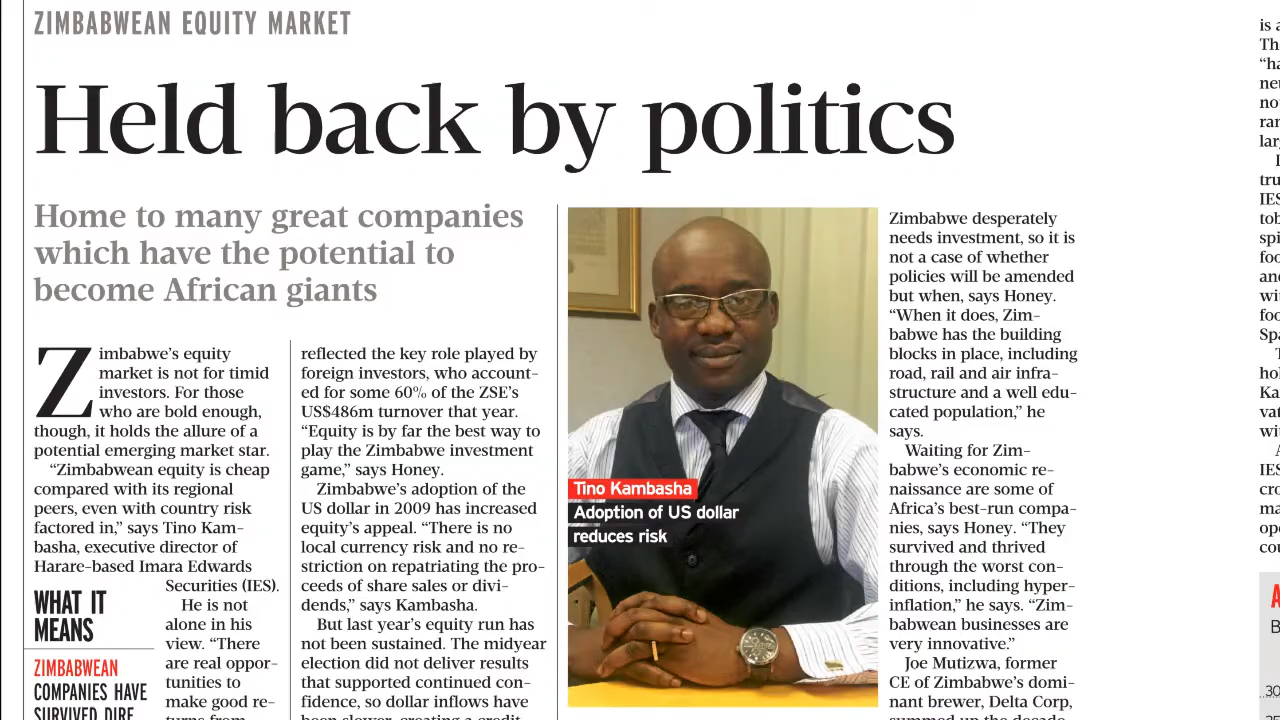 ZIMBABWEAN EQUITY MARKET
Held back by politics
Home to many great companies
which have the potential to
become African giants
Zimbabwe’s equity
market is not for timid
investors. For those
who are bold enough,
though, it holds the allure of a
potential emerging market star.
“Zimbabwean equity is cheap
compared with its regional
peers, even with country risk
factored in,” says Tino Kam-
basha, executive director of
Harare-based Imara Edwards
Securities (IES).
He is not
alone in his
view. “There
are real oppor-
tunities to
make good re-
turns from
WHAT IT
MEANS
ZIMBABWEAN
COMPANIES HAVE
SURVIVED DIRE
reflected the key role played by
foreign investors, who account-
ed for some 60% of the ZSE’s
US$486m turnover that year.
“Equity is by far the best way to
play the Zimbabwe investment
game,” says Honey.
Zimbabwe’s adoption of the
US dollar in 2009 has increased
equity’s appeal. “There is no
local currency risk and no re-
striction on repatriating the pro-
ceeds of share sales or divi-
dends,” says Kambasha.
But last year’s equity run has
not been sustained. The midyear
election did not deliver results
that supported continued con-
fidence, so dollar inflows have
been slower, creating a credit
Tino Kambasha
Adoption of US dollar
reduces risk
Zimbabwe desperately
needs investment, so it is
not a case of whether
policies will be amended
but when, says Honey.
“When it does, Zim-
babwe has the building
blocks in place, including
road, rail and air infra-
structure and a well edu-
cated population,” he
says.
Waiting for Zim-
babwe’s economic re-
naissance are some of
Africa’s best-run compa-
nies, says Honey. “They
survived and thrived
through the worst con-
ditions, including hyper-
inflation,” he says. “Zim-
babwean businesses are
very innovative.”
Joe Mutizwa, former
CE of Zimbabwe’s domi-
nant brewer, Delta Corp,
summed up the decade
is